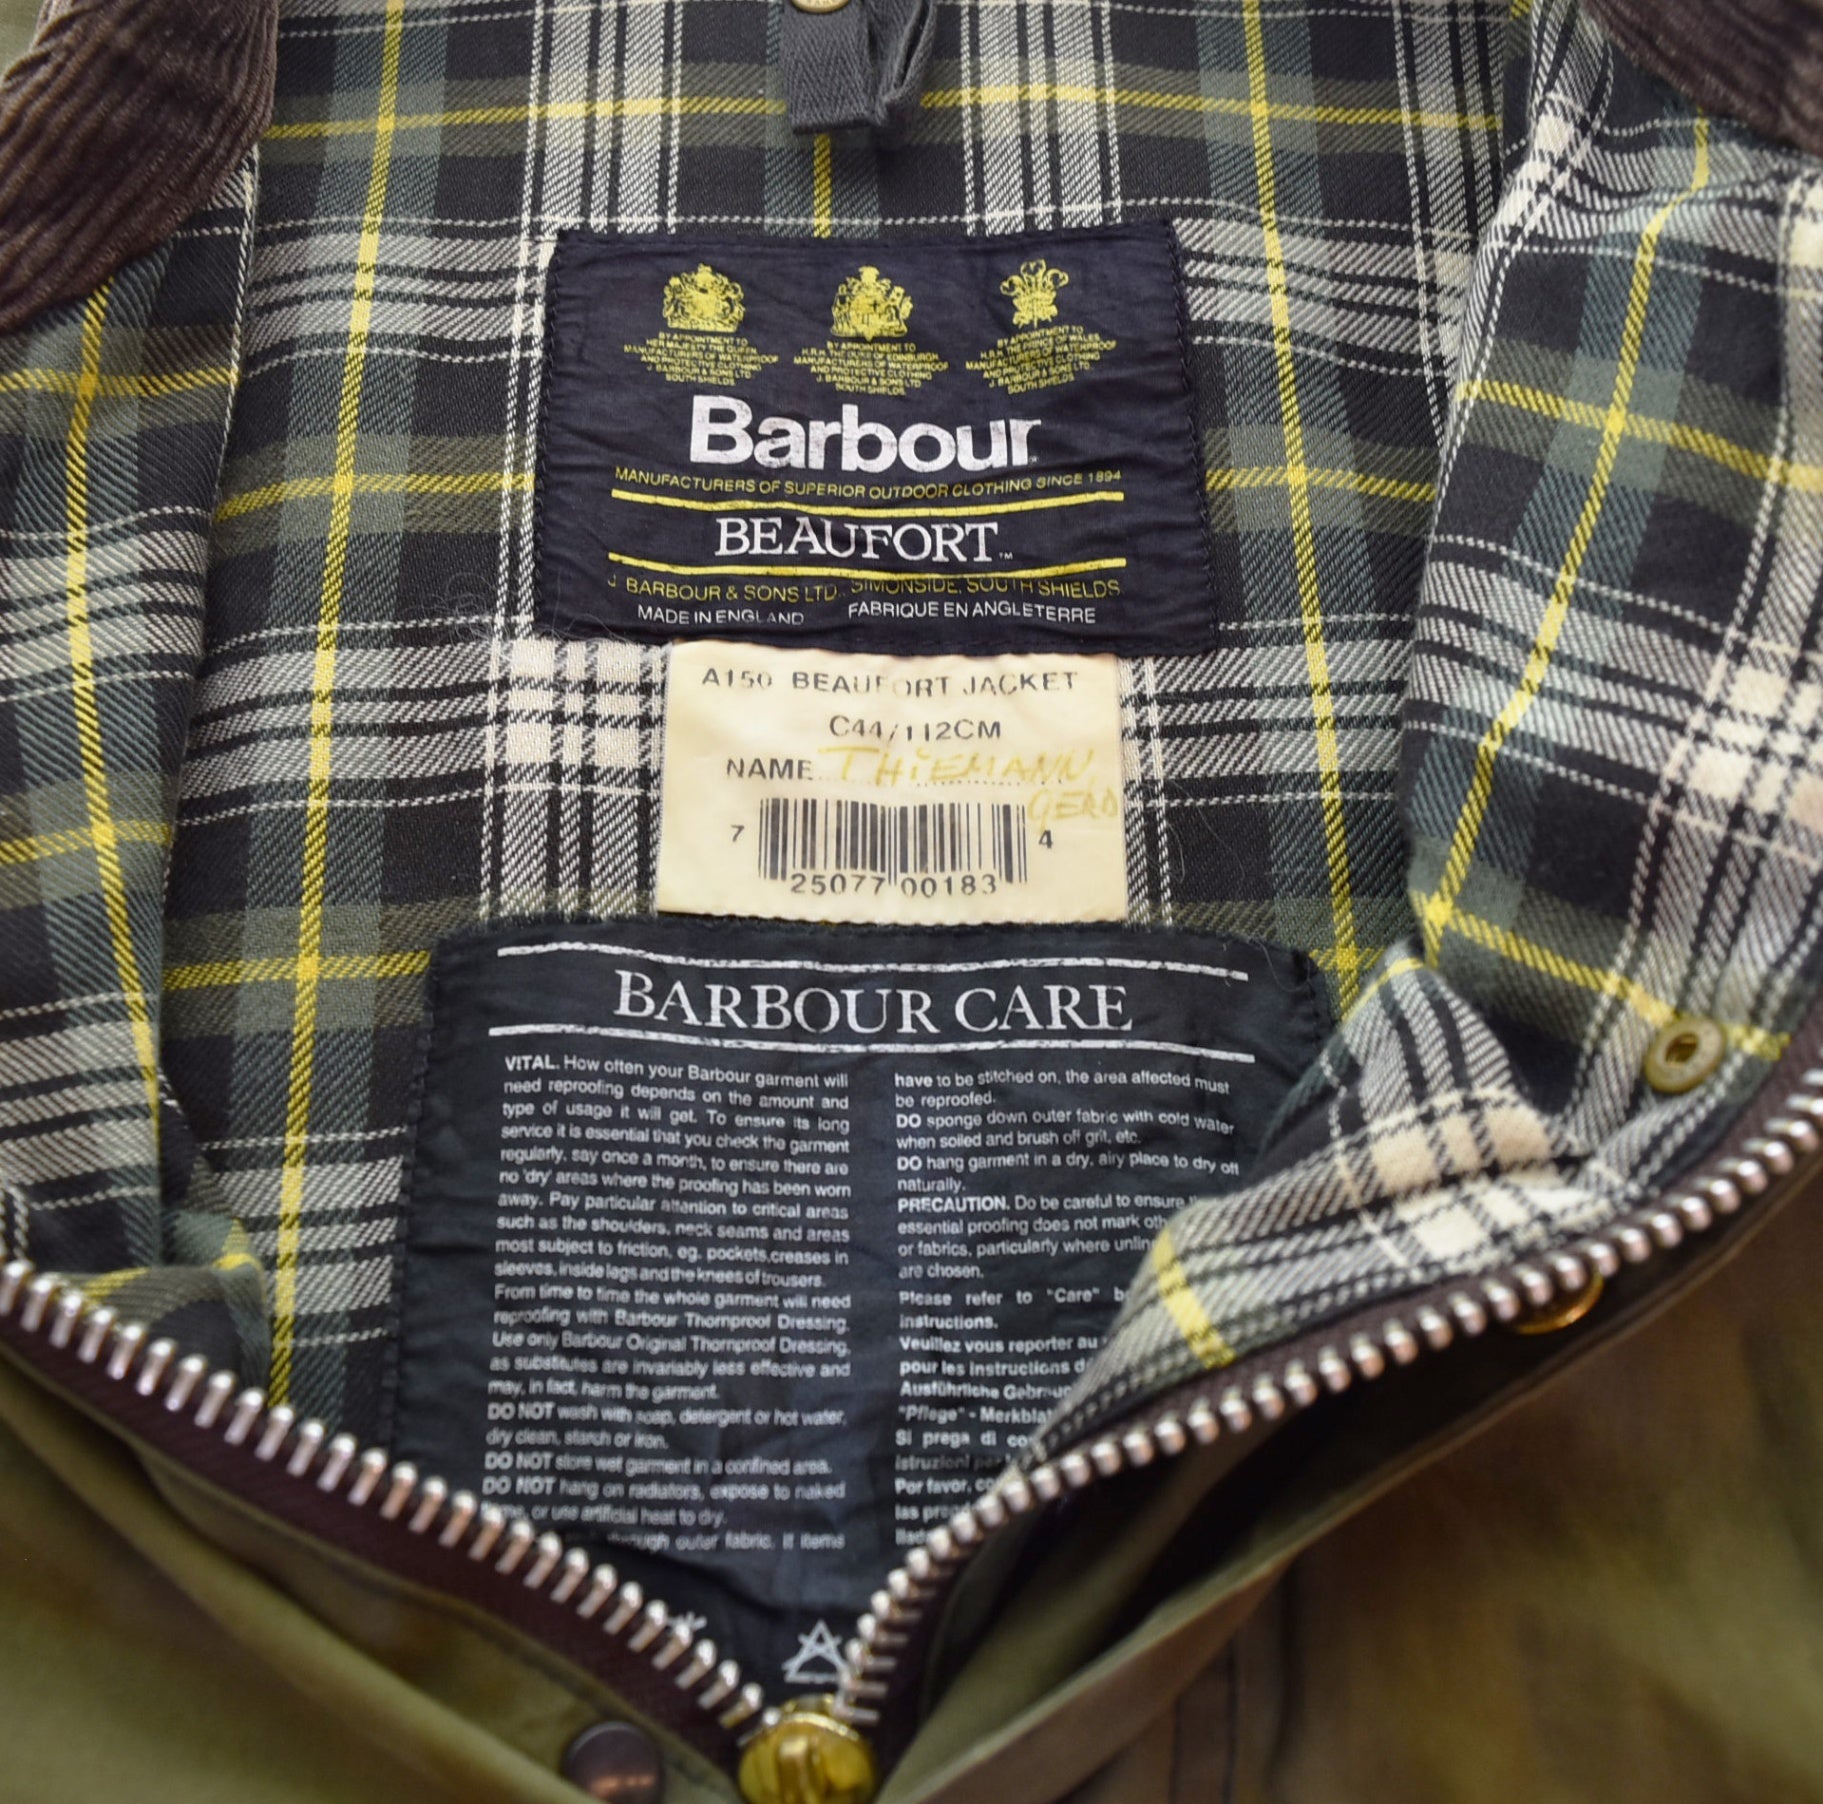 BY APPOINTMENT TO
HER MAJESTY THE QUEEN
MANUFACTURERS OF WATERPROOF
AND PROTECTIVE CLOTHING
J. BARBOUR & SONS LTD
SOUTH SHIELDS
BY APPOINTMENT TO
H.R.H. THE DUKE OF EDINBURGH
MANUFACTURERS OF WATERPROOF
AND PROTECTIVE CLOTHING
J. BARBOUR & SONS LTD
SOUTH SHIELDS
BY APPOINTMENT TO
H.R.H. THE PRINCE OF WALES
MANUFACTURERS OF WATERPROOF
AND PROTECTIVE CLOTHING
J. BARBOUR & SONS LTD
SOUTH SHIELDS
Barbour
MANUFACTURERS OF SUPERIOR OUTDOOR CLOTHING SINCE 1894
BEAUFORT™
J. BARBOUR & SONS LTD., SIMONSIDE, SOUTH SHIELDS
MADE IN ENGLAND FABRIQUE EN ANGLETERRE
A150 BEAUFORT JACKET
C44/112CM
NAME THIEMANN,
GERD
7 25077 00183 4
BARBOUR CARE
VITAL. How often your Barbour garment will
need reproofing depends on the amount and
type of usage it will get. To ensure its long
service it is essential that you check the garment
regularly, say once a month, to ensure there are
no 'dry' areas where the proofing has been worn
away. Pay particular attention to critical areas
such as the shoulders, neck seams and areas
most subject to friction, eg. pockets,creases in
sleeves, inside legs and the knees of trousers.
From time to time the whole garment will need
reproofing with Barbour Thornproof Dressing.
Use only Barbour Original Thornproof Dressing,
as substitutes are invariably less effective and
may, in fact, harm the garment.
DO NOT wash with soap, detergent or hot water,
dry clean, starch or iron.
DO NOT store wet garment in a confined area.
DO NOT hang on radiators, expose to naked
or use artificial heat to dry.
through outer fabric. If items
have to be stitched on, the area affected must
be reproofed.
DO sponge down outer fabric with cold water
when soiled and brush off grit, etc.
DO hang garment in a dry, airy place to dry off
naturally.
PRECAUTION. Do be careful to ensure
essential proofing does not mark
or fabrics, particularly where
are chosen.
Please refer to "Care"
instructions.
Veuillez vous reporter au
pour les instructions
Ausführliche
"Pflege" -
Si prega di
istruzioni
Por favor,
las